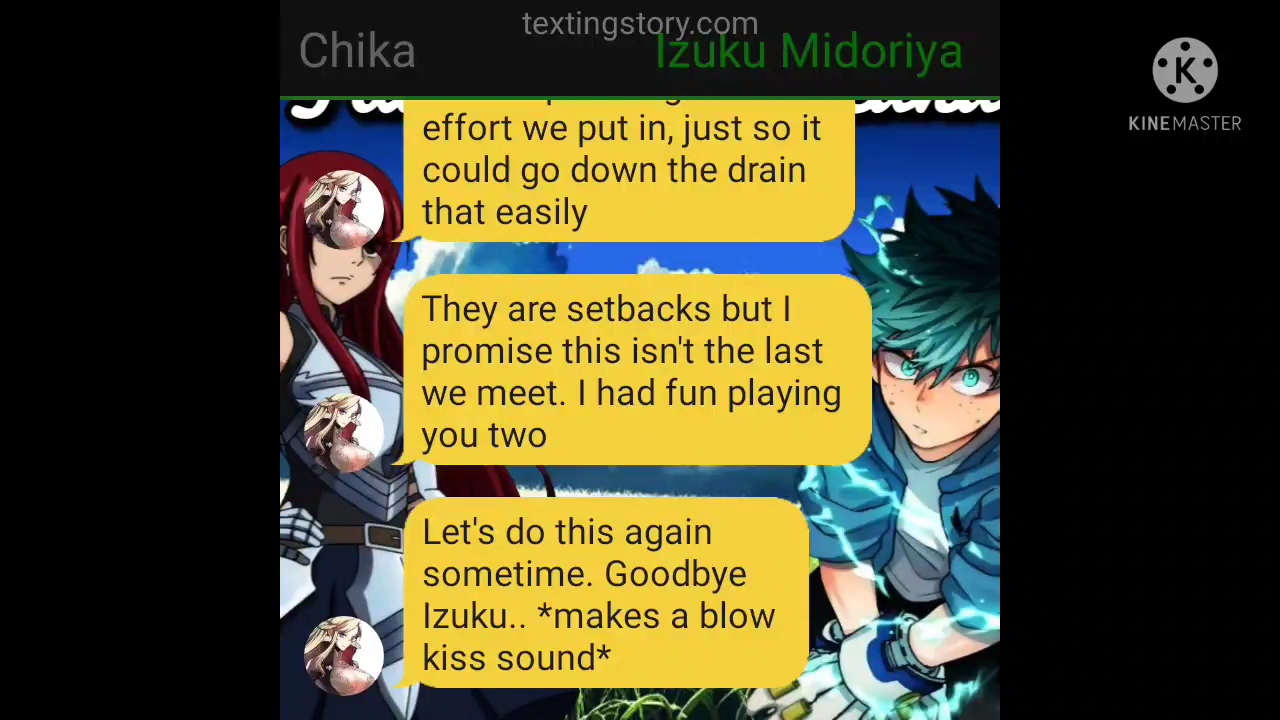 textingstory.com
Chika
Izuku Midoriya
KINEMASTER
effort we put in, just so it
could go down the drain
that easily
They are setbacks but I
promise this isn't the last
we meet. I had fun playing
you two
Let's do this again
sometime. Goodbye
Izuku.. *makes a blow
kiss sound*